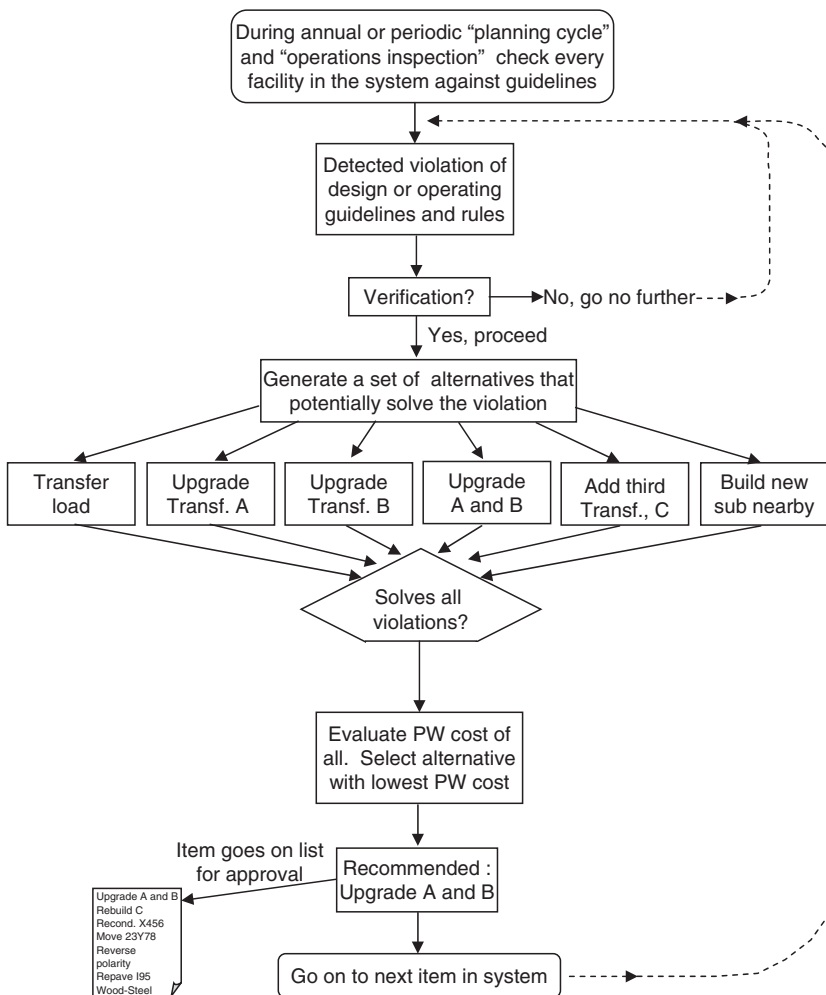 During annual or periodic “planning cycle”
and “operations inspection” check every
facility in the system against guidelines
Detected violation of
design or operating
guidelines and rules
Verification?
No, go no further
Yes, proceed
Generate a set of alternatives that
potentially solve the violation
Transfer
load
Upgrade
Transf. A
Upgrade
Transf. B
Upgrade
A and B
Add third
Transf., C
Build new
sub nearby
Solves all
violations?
Evaluate PW cost of
all. Select alternative
with lowest PW cost
Item goes on list
for approval
Recommended :
Upgrade A and B
Upgrade A and B
Rebuild C
Recond. X456
Move 23Y78
Reverse
polarity
Repave I95
Wood-Steel
Go on to next item in system